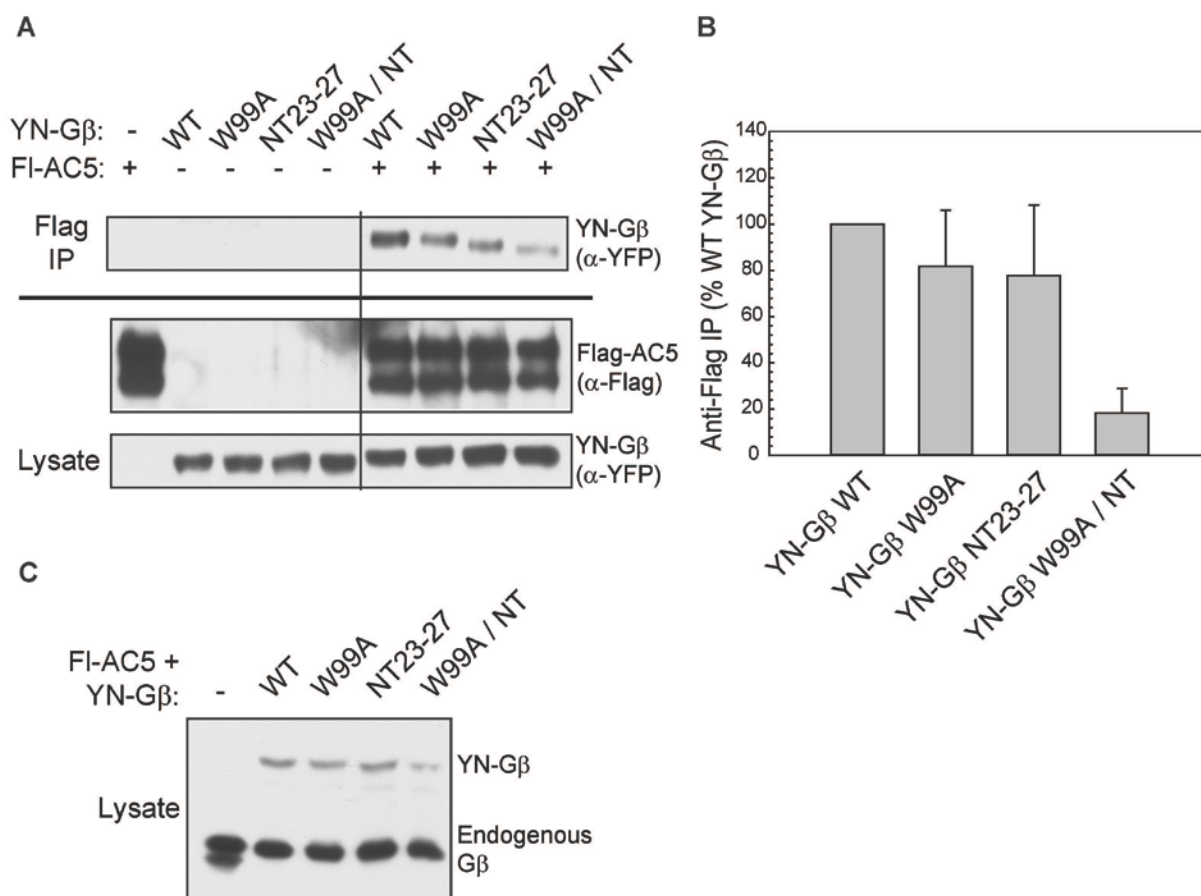 A
YN-Gβ: - WT W99A NT23-27 W99A / NT WT W99A NT23-27 W99A / NT
Fl-AC5: + - - - - + + + +
Flag
IP
YN-Gβ
(α-YFP)
Flag-AC5
(α-Flag)
Lysate
YN-Gβ
(α-YFP)
B
Anti-Flag IP (% WT YN-Gβ)
140
120
100
80
60
40
20
0
YN-Gβ WT
YN-Gβ W99A
YN-Gβ NT23-27
YN-Gβ W99A / NT
C
Fl-AC5 +
YN-Gβ: - WT W99A NT23-27 W99A / NT
Lysate
YN-Gβ
Endogenous
Gβ